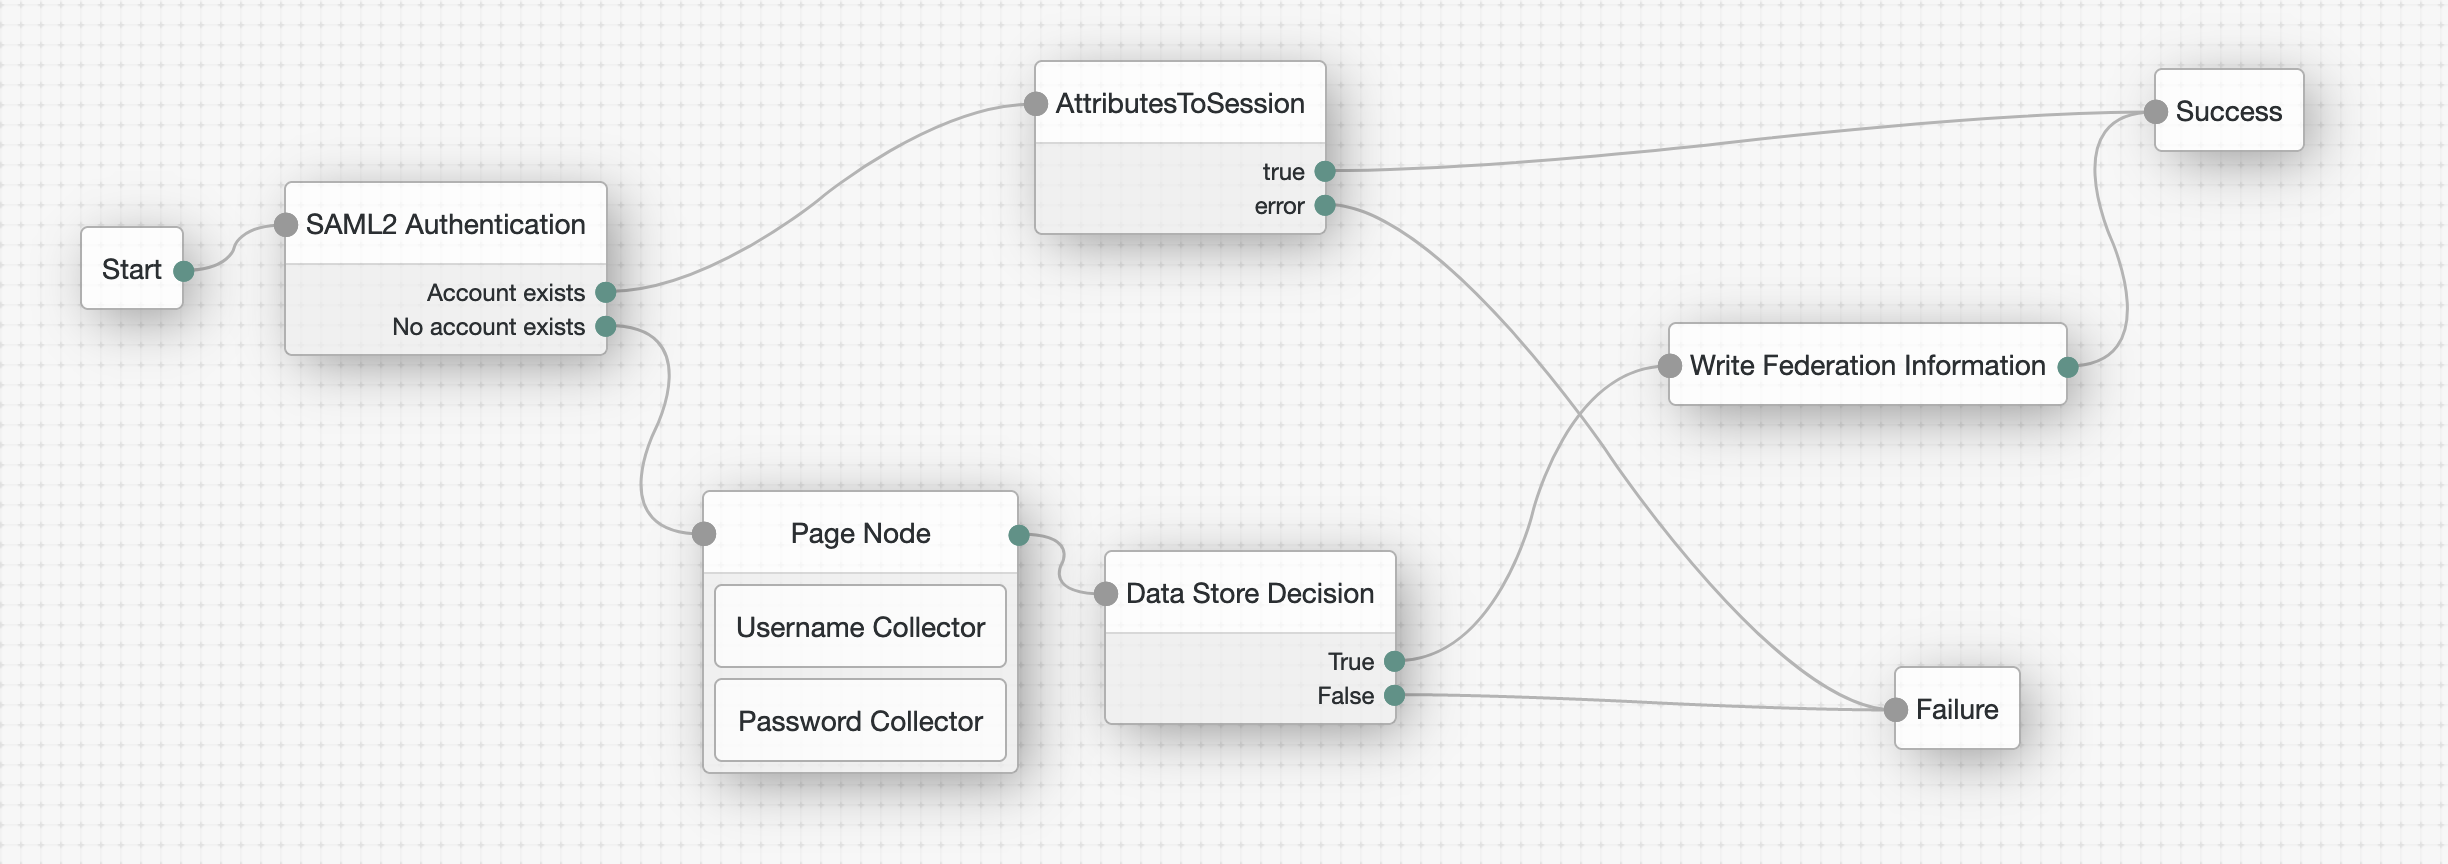 Start
SAML2 Authentication
Account exists
No account exists
AttributesToSession
true
error
Success
Write Federation Information
Page Node
Username Collector
Password Collector
Data Store Decision
True
False
Failure